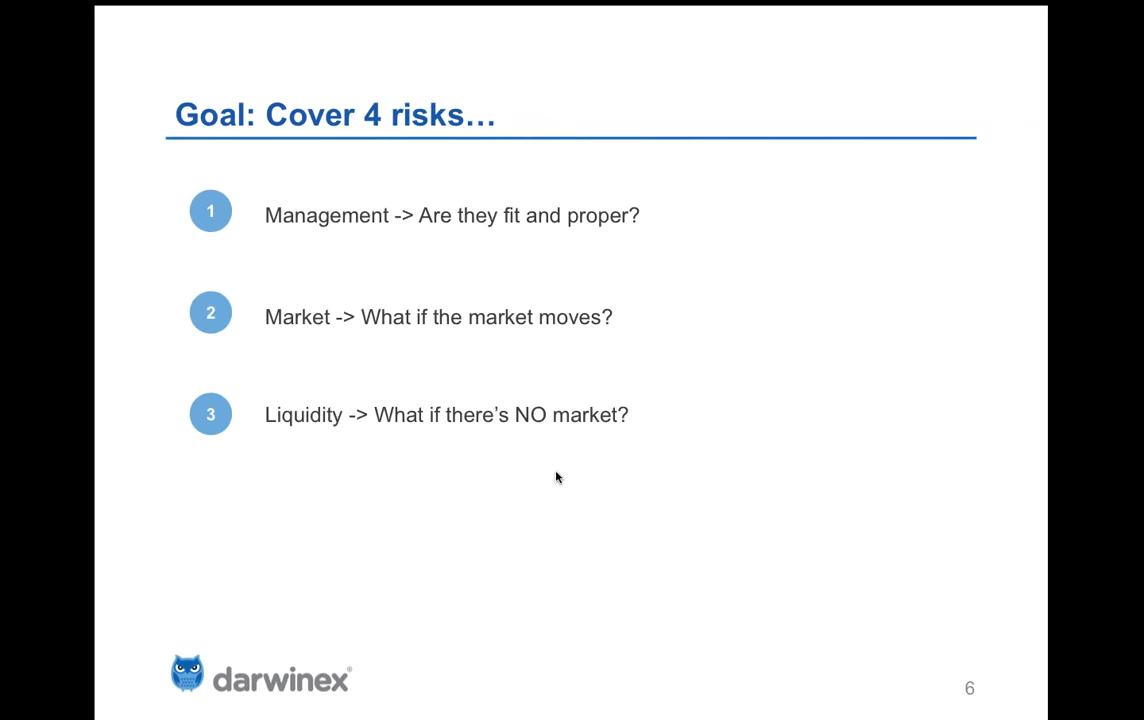 Goal: Cover 4 risks…
1 Management -> Are they fit and proper?
2 Market -> What if the market moves?
3 Liquidity -> What if there’s NO market?
darwinex®
6